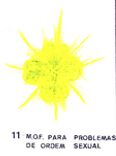 11 M.O.F. PARA PROBLEMAS
DE ORDEM SEXUAL